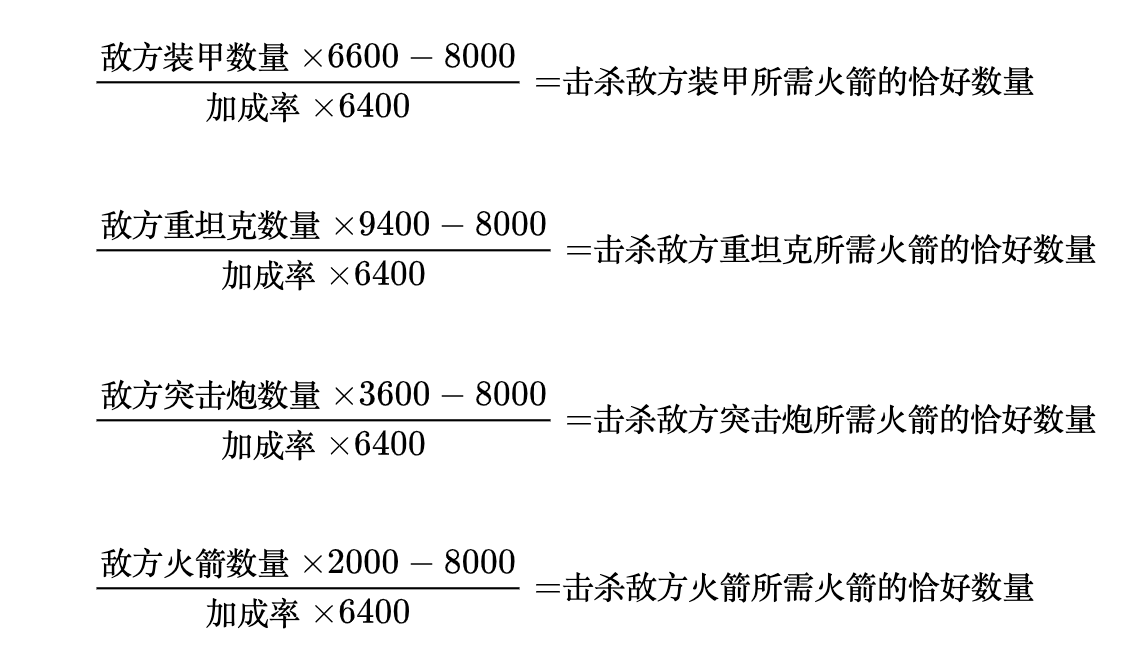 敌方装甲数量 ×6600 − 8000
加成率 ×6400
=击杀敌方装甲所需火箭的恰好数量
敌方重坦克数量 ×9400 − 8000
加成率 ×6400
=击杀敌方重坦克所需火箭的恰好数量
敌方突击炮数量 ×3600 − 8000
加成率 ×6400
=击杀敌方突击炮所需火箭的恰好数量
敌方火箭数量 ×2000 − 8000
加成率 ×6400
=击杀敌方火箭所需火箭的恰好数量